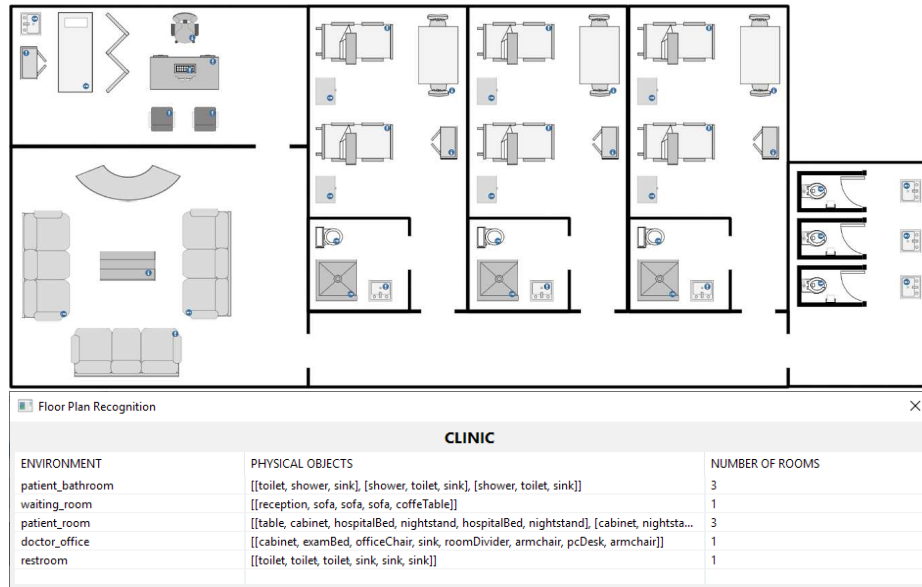 Floor Plan Recognition
CLINIC
ENVIRONMENT PHYSICAL OBJECTS NUMBER OF ROOMS
patient_bathroom [[toilet, shower, sink], [shower, toilet, sink], [shower, toilet, sink]] 3
waiting_room [[reception, sofa, sofa, sofa, coffeTable]] 1
patient_room [[table, cabinet, hospitalBed, nightstand, hospitalBed, nightstand], [cabinet, nightsta... 3
doctor_office [[cabinet, examBed, officeChair, sink, roomDivider, armchair, pcDesk, armchair]] 1
restroom [[toilet, toilet, toilet, sink, sink, sink]] 1